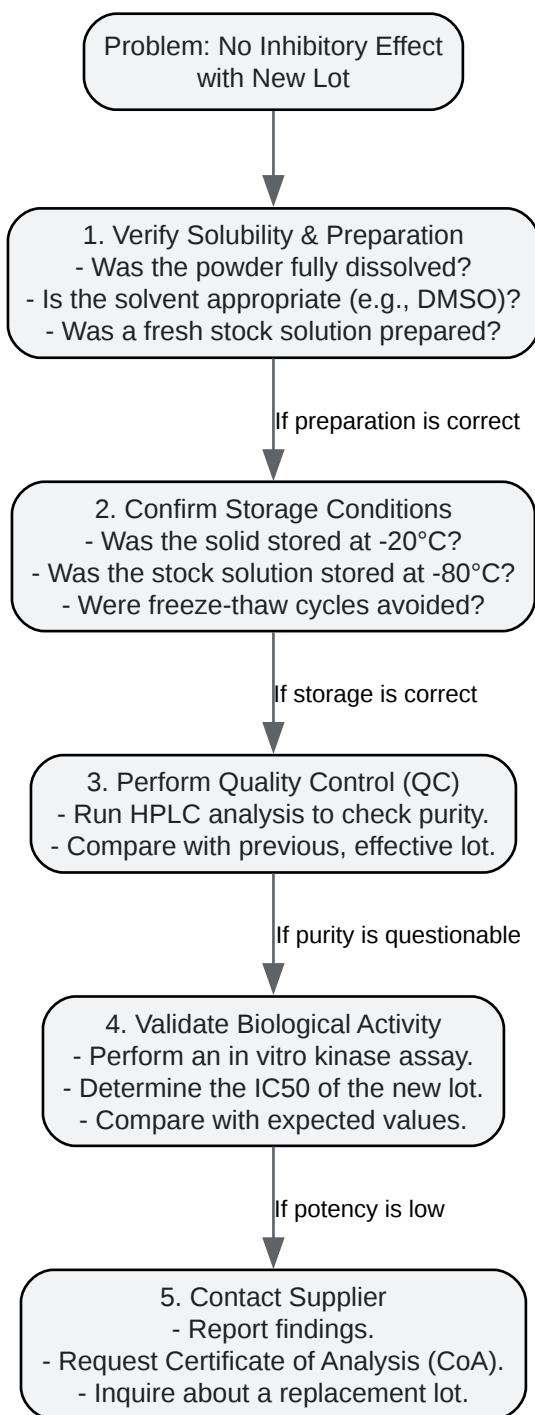 Problem: No Inhibitory Effect
with New Lot
1. Verify Solubility & Preparation
- Was the powder fully dissolved?
- Is the solvent appropriate (e.g., DMSO)?
- Was a fresh stock solution prepared?
If preparation is correct
2. Confirm Storage Conditions
- Was the solid stored at -20°C?
- Was the stock solution stored at -80°C?
- Were freeze-thaw cycles avoided?
If storage is correct
3. Perform Quality Control (QC)
- Run HPLC analysis to check purity.
- Compare with previous, effective lot.
If purity is questionable
4. Validate Biological Activity
- Perform an in vitro kinase assay.
- Determine the IC50 of the new lot.
- Compare with expected values.
If potency is low
5. Contact Supplier
- Report findings.
- Request Certificate of Analysis (CoA).
- Inquire about a replacement lot.